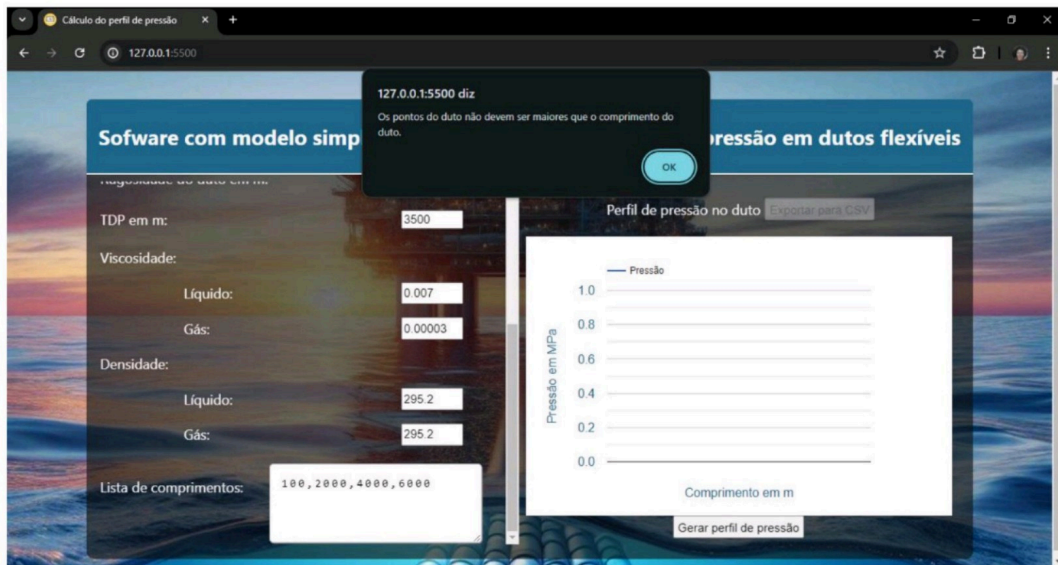 Cálculo do perfil de pressão
127.0.0.1:5500
127.0.0.1:5500 diz
Os pontos do duto não devem ser maiores que o comprimento do
duto.
OK
Sofware com modelo simp
ressão em dutos flexíveis
Rugosidade do duto em m:
TDP em m: 3500
Viscosidade:
Líquido: 0.007
Gás: 0.00003
Densidade:
Líquido: 295.2
Gás: 295.2
Lista de comprimentos: 100,2000,4000,6000
Perfil de pressão no duto Exportar para CSV
Pressão
1.0
0.8
0.6
0.4
0.2
0.0
Pressão em MPa
Comprimento em m
Gerar perfil de pressão